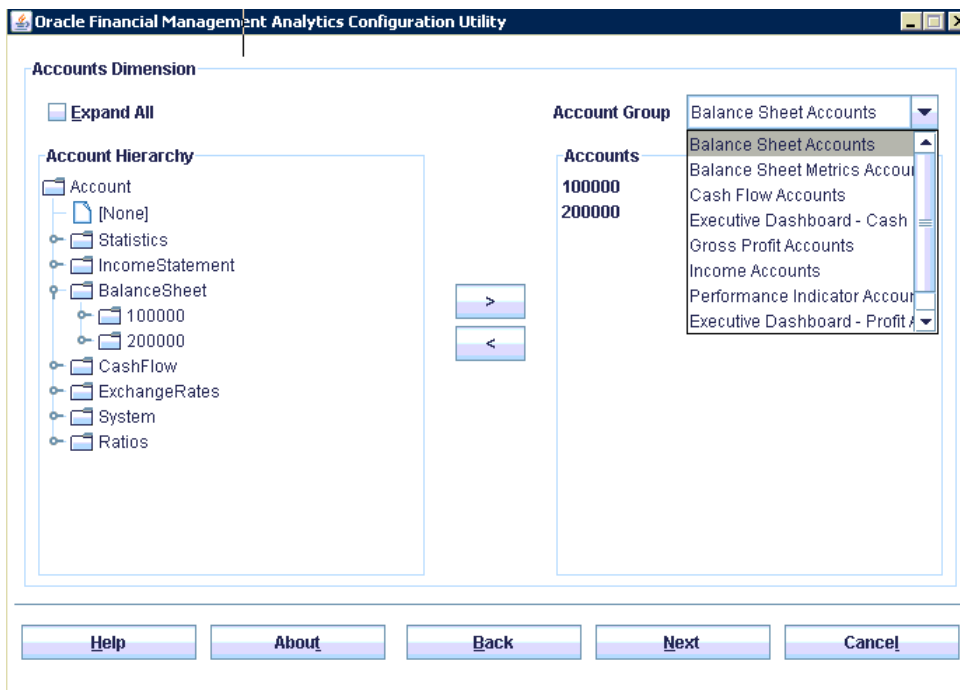 Oracle Financial Management Analytics Configuration Utility
Accounts Dimension
Expand All
Account Group
Balance Sheet Accounts
Balance Sheet Accounts
Balance Sheet Metrics Accou
Cash Flow Accounts
Executive Dashboard - Cash
Gross Profit Accounts
Income Accounts
Performance Indicator Accou
Executive Dashboard - Profit
Account Hierarchy
Account
[None]
Statistics
IncomeStatement
BalanceSheet
100000
200000
CashFlow
ExchangeRates
System
Ratios
>
<
Accounts
100000
200000
Help
About
Back
Next
Cancel